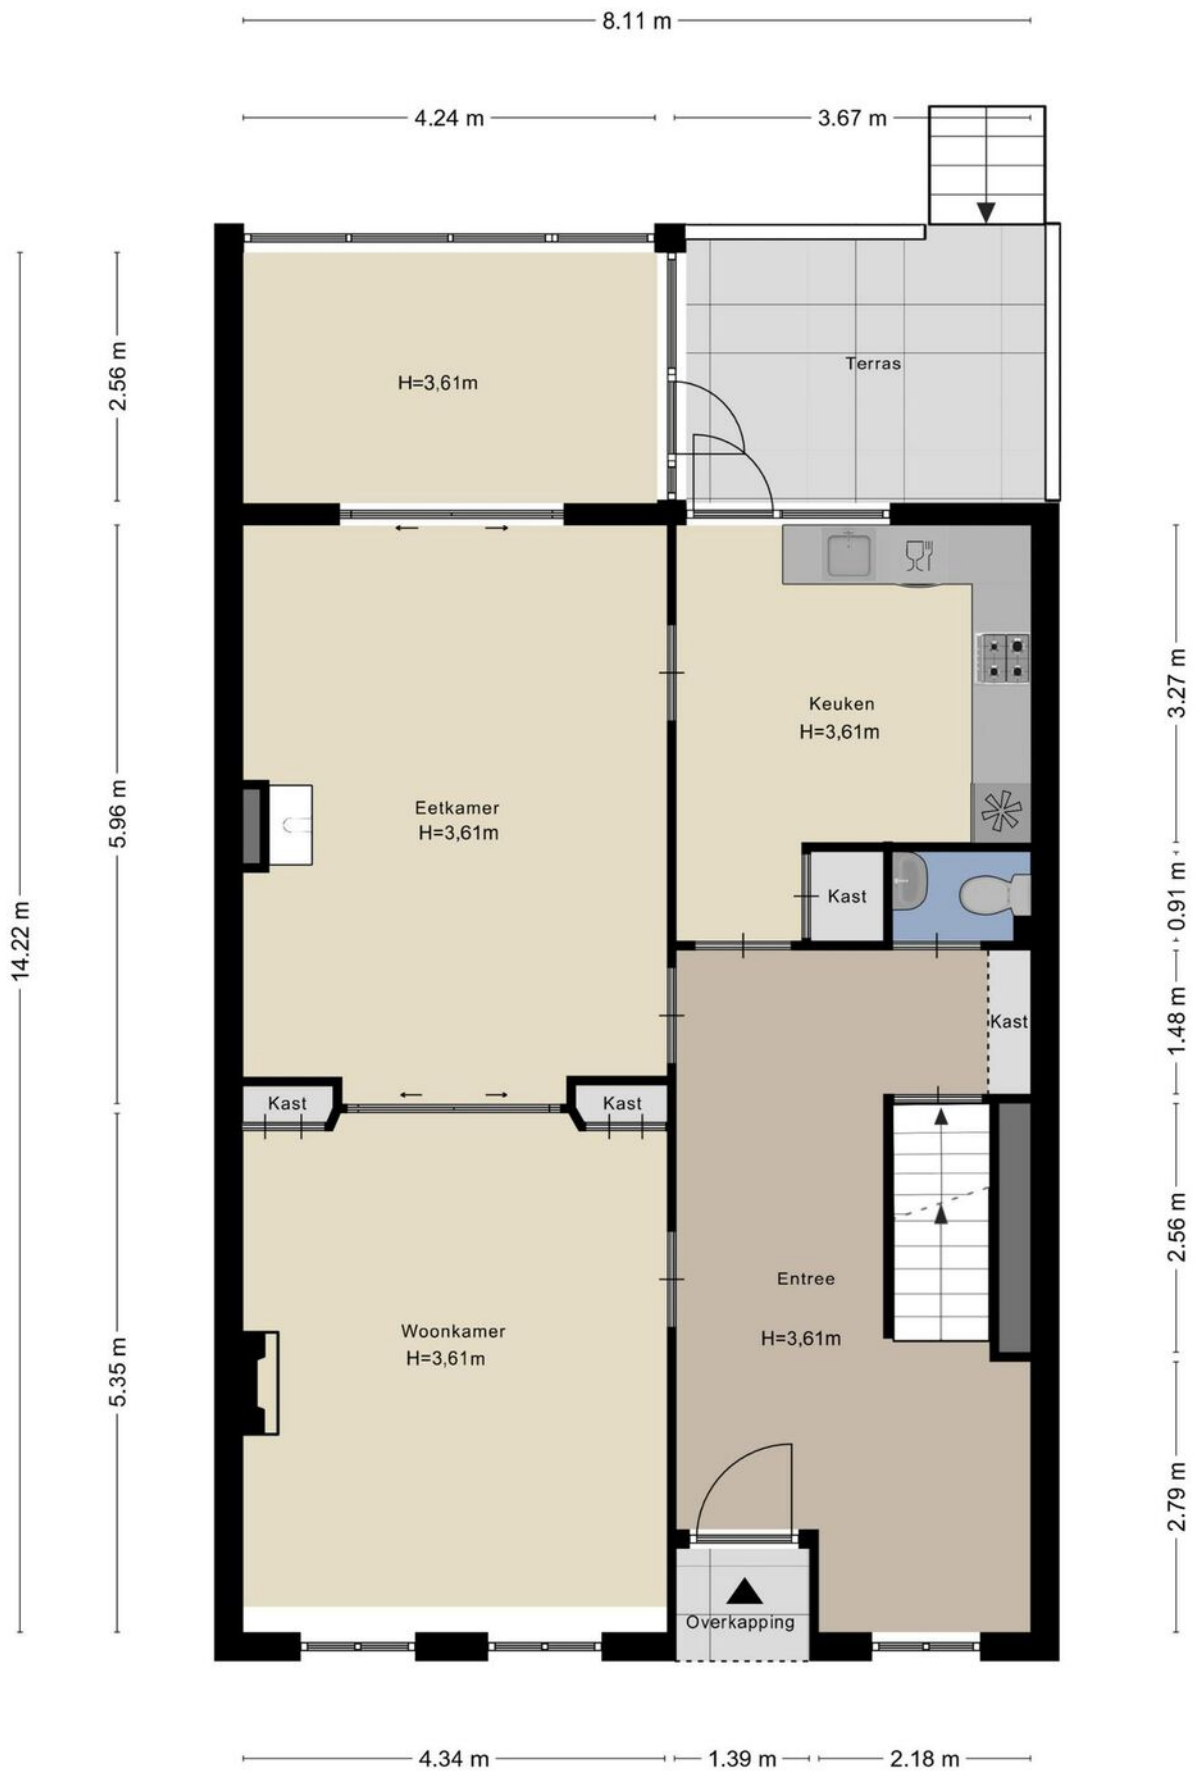 8.11 m
4.24 m
3.67 m
2.56 m
H=3,61m
Terras
5.96 m
14.22 m
3.27 m
Keuken
H=3,61m
Eetkamer
H=3,61m
Kast
0.91 m
1.48 m
Kast
Kast
Kast
2.56 m
Entree
H=3,61m
5.35 m
Woonkamer
H=3,61m
2.79 m
Overkapping
4.34 m
1.39 m
2.18 m